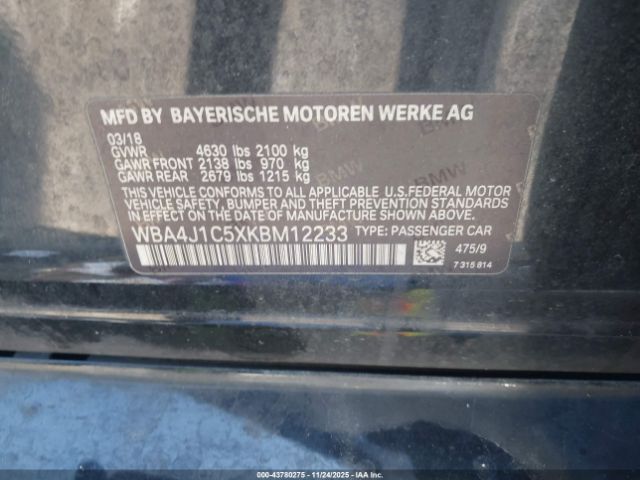 MFD BY BAYERISCHE MOTOREN WERKE AG
03/18
GVWR 4630 lbs 2100 kg
GAWR FRONT 2138 lbs 970 kg
GAWR REAR 2679 lbs 1215 kg
THIS VEHICLE CONFORMS TO ALL APPLICABLE U.S. FEDERAL MOTOR
VEHICLE SAFETY, BUMPER AND THEFT PREVENTION STANDARDS
IN EFFECT ON THE DATE OF MANUFACTURE SHOWN ABOVE.
WBA4J1C5XKBM12233 TYPE: PASSENGER CAR
475/9
7 315 814
000-43780275 - 11/24/2025 - IAAI.COM